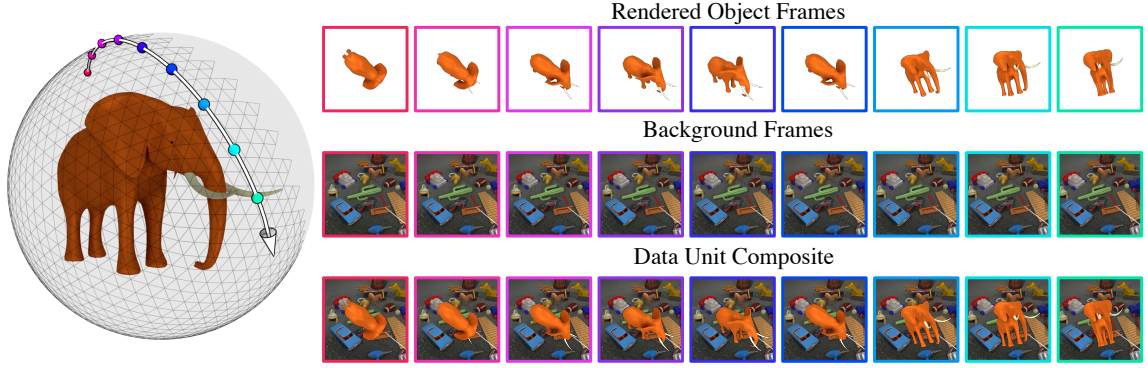 Rendered Object Frames
Background Frames
Data Unit Composite